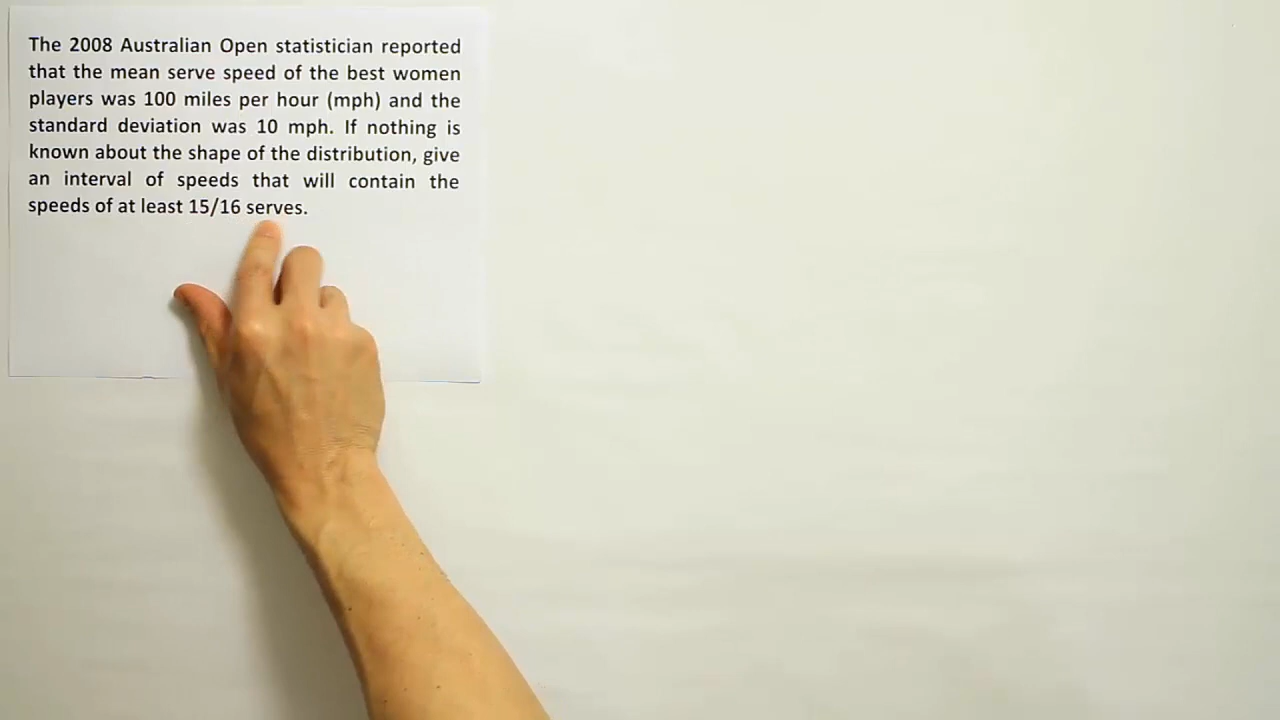 The 2008 Australian Open statistician reported
that the mean serve speed of the best women
players was 100 miles per hour (mph) and the
standard deviation was 10 mph. If nothing is
known about the shape of the distribution, give
an interval of speeds that will contain the
speeds of at least 15/16 serves.